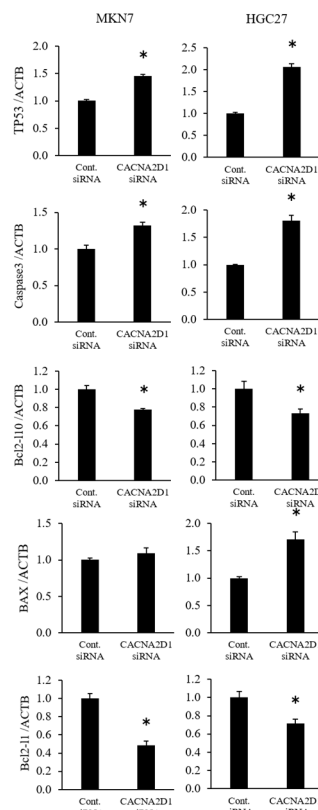 MKN7 HGC27
TP53 /ACTB
2.0
1.5
1.0
0.5
0.0
Cont. siRNA
CACNA2D1 siRNA
*
2.5
2.0
1.5
1.0
0.5
0.0
Cont. siRNA
CACNA2D1 siRNA
*
Caspase3 /ACTB
1.5
1.0
0.5
0.0
Cont. siRNA
CACNA2D1 siRNA
*
2.0
1.5
1.0
0.5
0.0
Cont. siRNA
CACNA2D1 siRNA
*
Bcl2-l10 /ACTB
1.2
1.0
0.8
0.6
0.4
0.2
0.0
Cont. siRNA
CACNA2D1 siRNA
*
1.2
1.0
0.8
0.6
0.4
0.2
0.0
Cont. siRNA
CACNA2D siRNA
*
BAX /ACTB
1.5
1.0
0.5
0.0
Cont. siRNA
CACNA2D1 siRNA
2.0
1.5
1.0
0.5
0.0
Cont. siRNA
CACNA2D1 siRNA
*
Bcl2-l1 /ACTB
1.2
1.0
0.8
0.6
0.4
0.2
0.0
Cont.
CACNA2D1
*
1.2
1.0
0.8
0.6
0.4
0.2
0.0
Cont.
CACNA2D
*